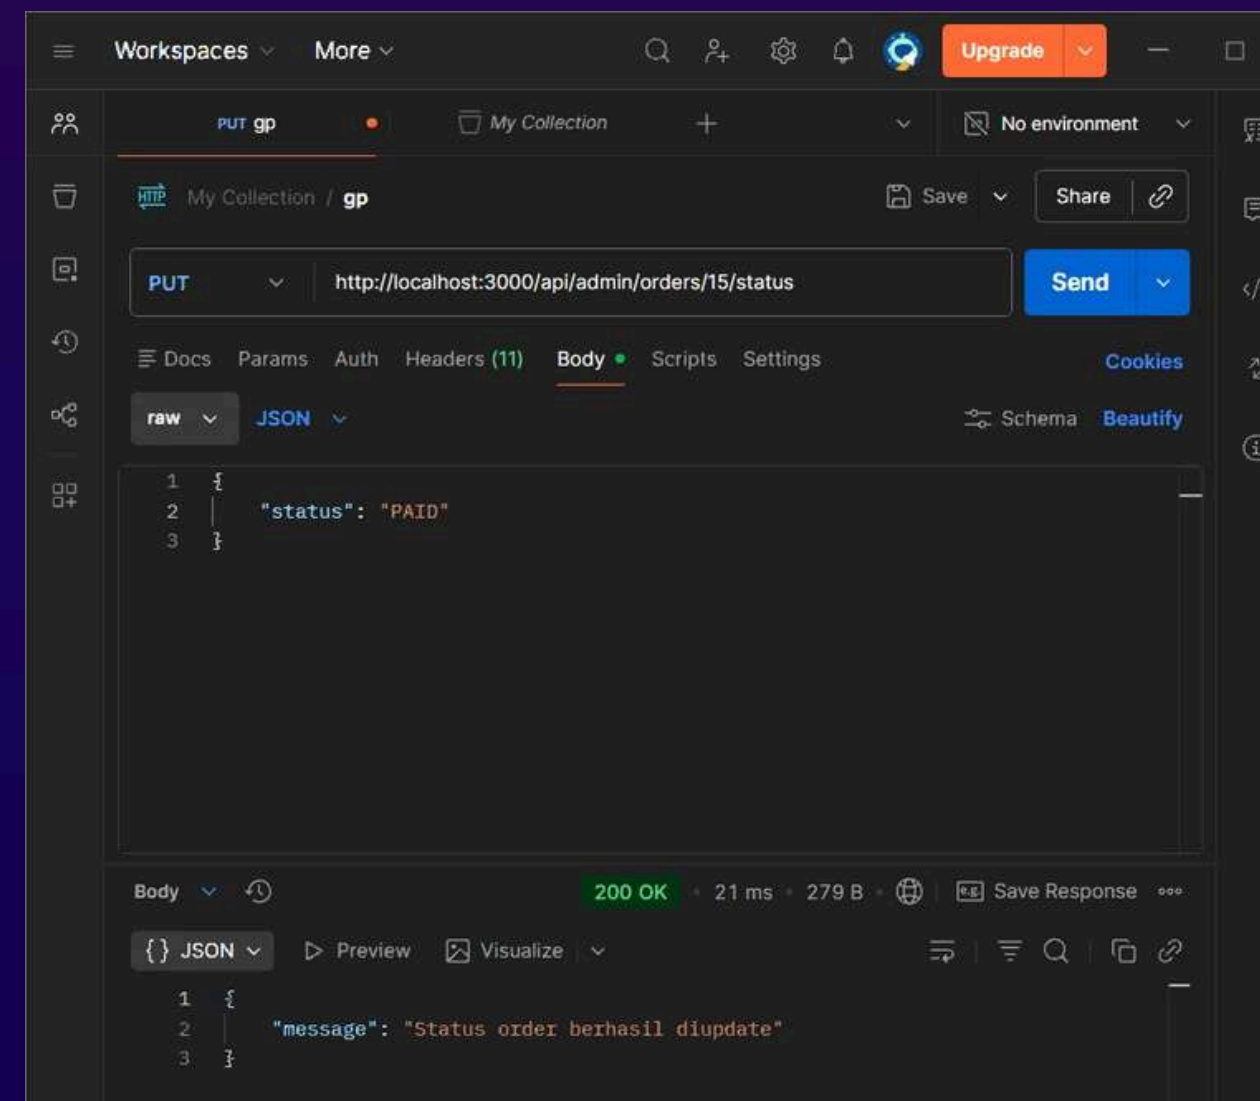 Workspaces More Upgrade
PUT gp My Collection No environment
HTTP My Collection / gp Save Share
PUT http://localhost:3000/api/admin/orders/15/status Send
Docs Params Auth Headers (11) Body Scripts Settings Cookies
raw JSON Schema Beautify
1 {
2 "status": "PAID"
3 }
Body 200 OK 21 ms 279 B e.g. Save Response
{} JSON Preview Visualize
1 {
2 "message": "Status order berhasil diupdate"
3 }